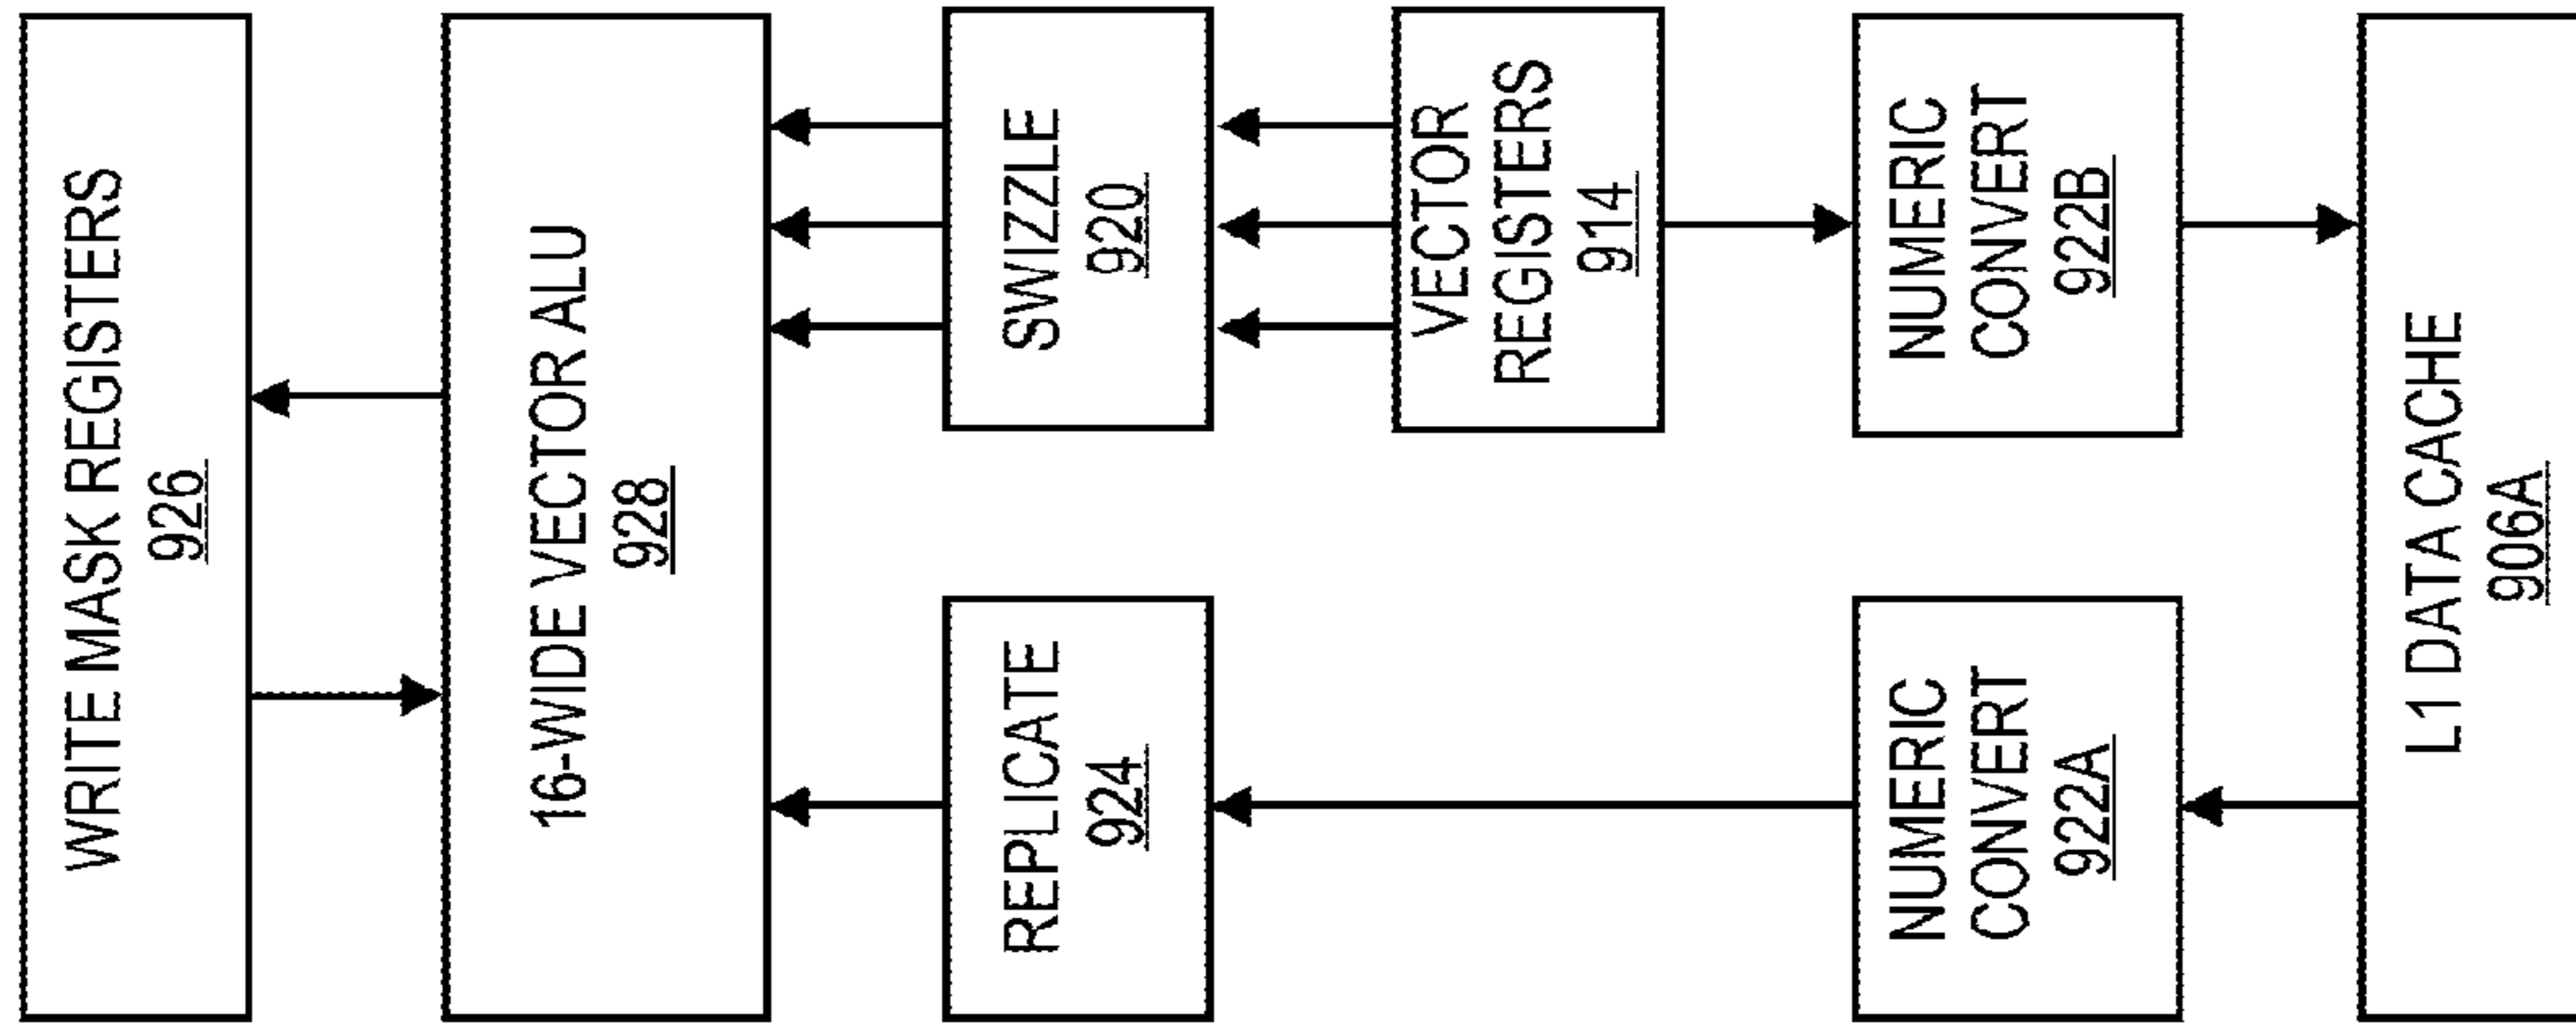 WRITE MASK REGISTERS
926
16-WIDE VECTOR ALU
928
REPLICATE
924
SWIZZLE
920
VECTOR
REGISTERS
914
NUMERIC
CONVERT
922A
NUMERIC
CONVERT
922B
L1 DATA CACHE
906A